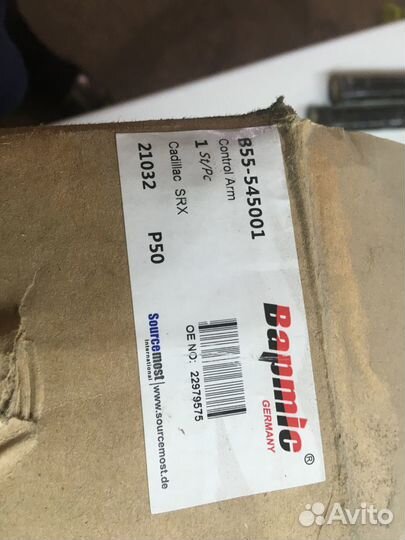 B55-545001
Control Arm
1 St/Pc
Cadillac SRX
21032 P50
Bapmic®
GERMANY
OE NO: 22979575
Sourcemost
International
www.sourcemost.de
Avito